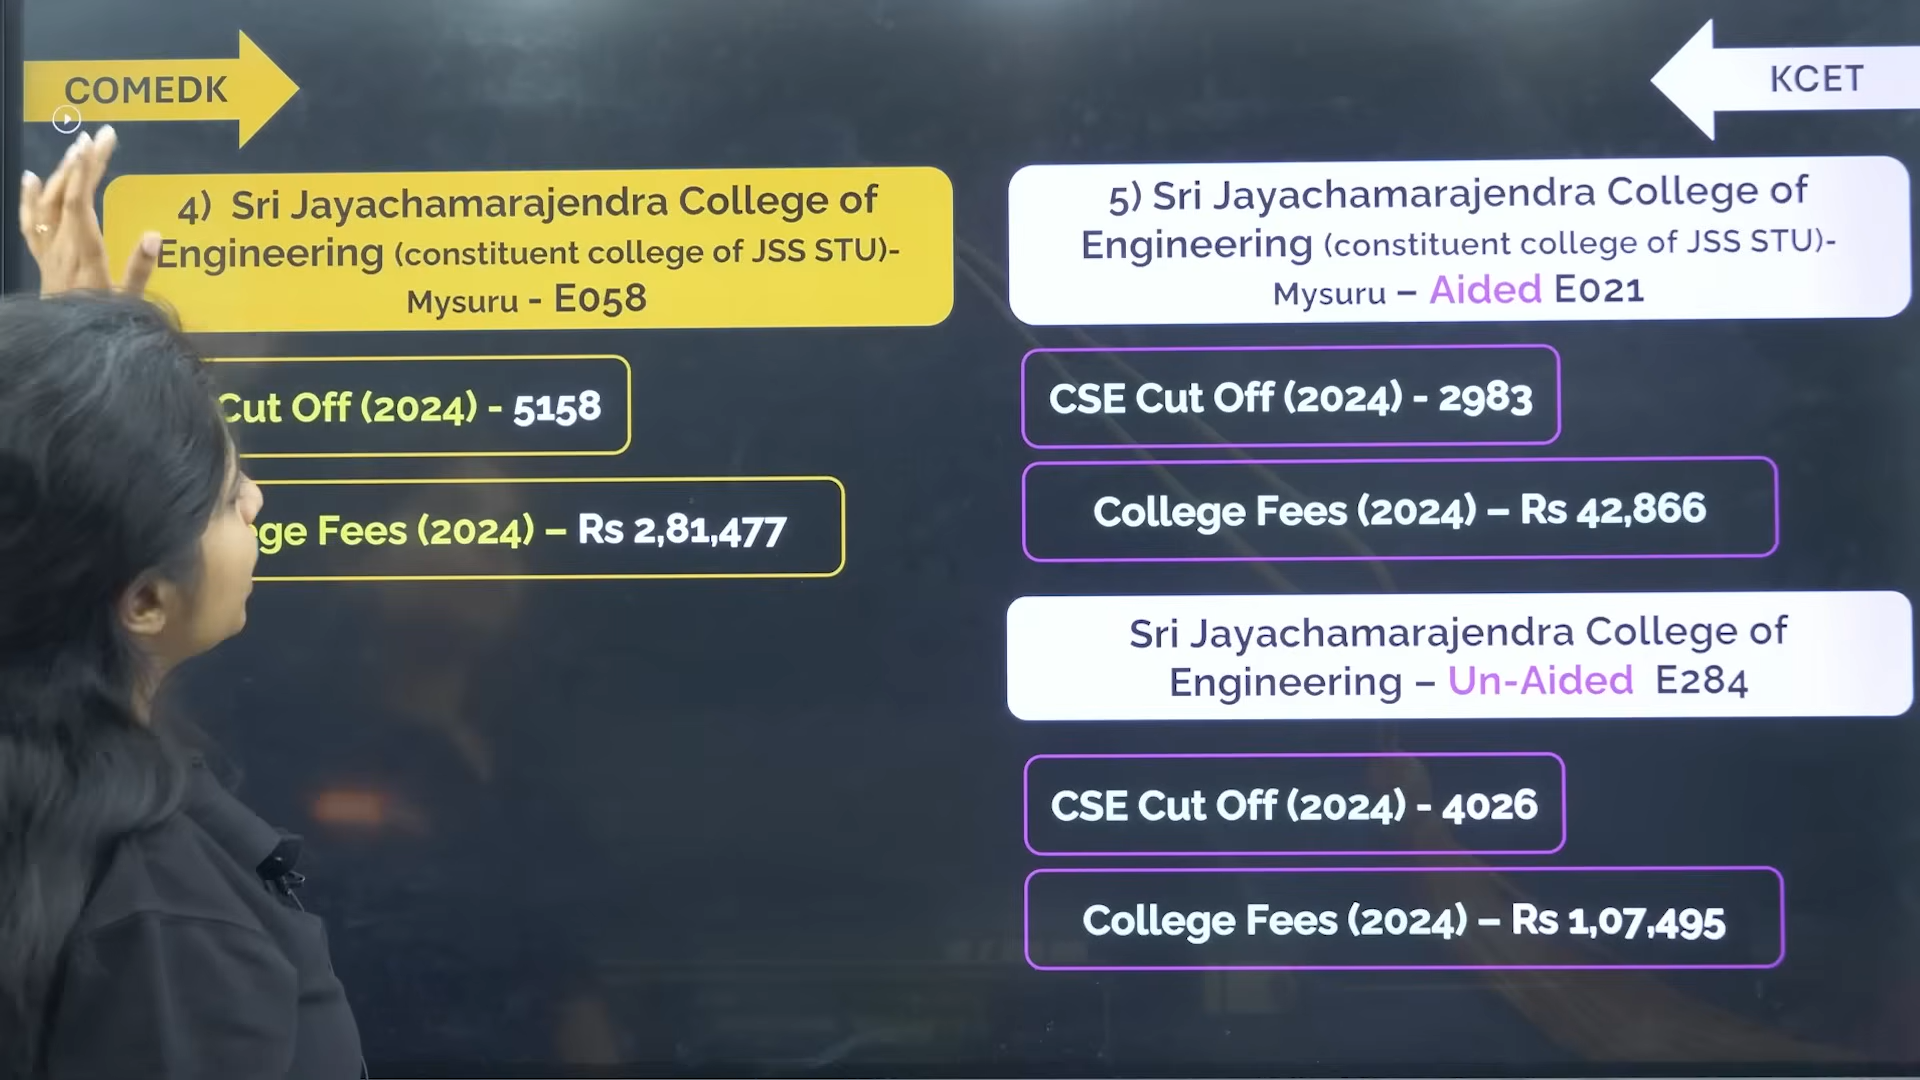 COMEDK
4) Sri Jayachamarajendra College of
Engineering (constituent college of JSS STU)-
Mysuru - E058
Cut Off (2024) - 5158
ge Fees (2024) – Rs 2,81,477
KCET
5) Sri Jayachamarajendra College of
Engineering (constituent college of JSS STU)-
Mysuru – Aided E021
CSE Cut Off (2024) - 2983
College Fees (2024) – Rs 42,866
Sri Jayachamarajendra College of
Engineering – Un-Aided E284
CSE Cut Off (2024) - 4026
College Fees (2024) – Rs 1,07,495